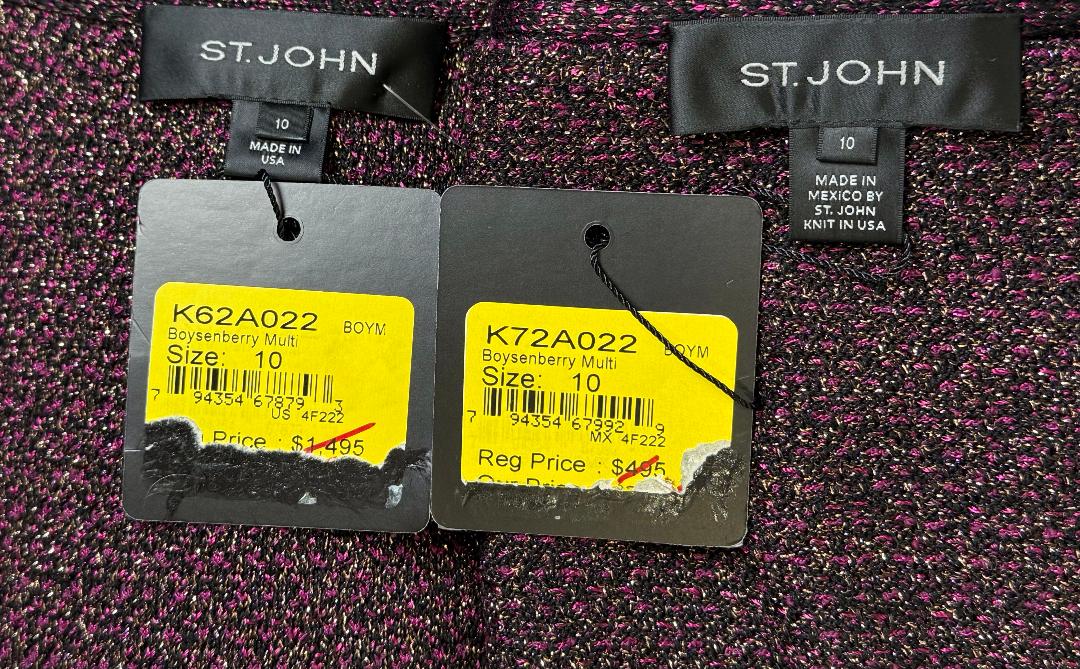 ST. JOHN
10
MADE IN
USA
K62A022 BOYM
Boysenberry Multi
Size: 10
7 94354 67879 3
US 4F222
Price : $1,495
ST. JOHN
10
MADE IN
MEXICO BY
ST. JOHN
KNIT IN USA
K72A022 BOYM
Boysenberry Multi
Size: 10
7 94354 67992 9
MX 4F222
Reg Price : $495